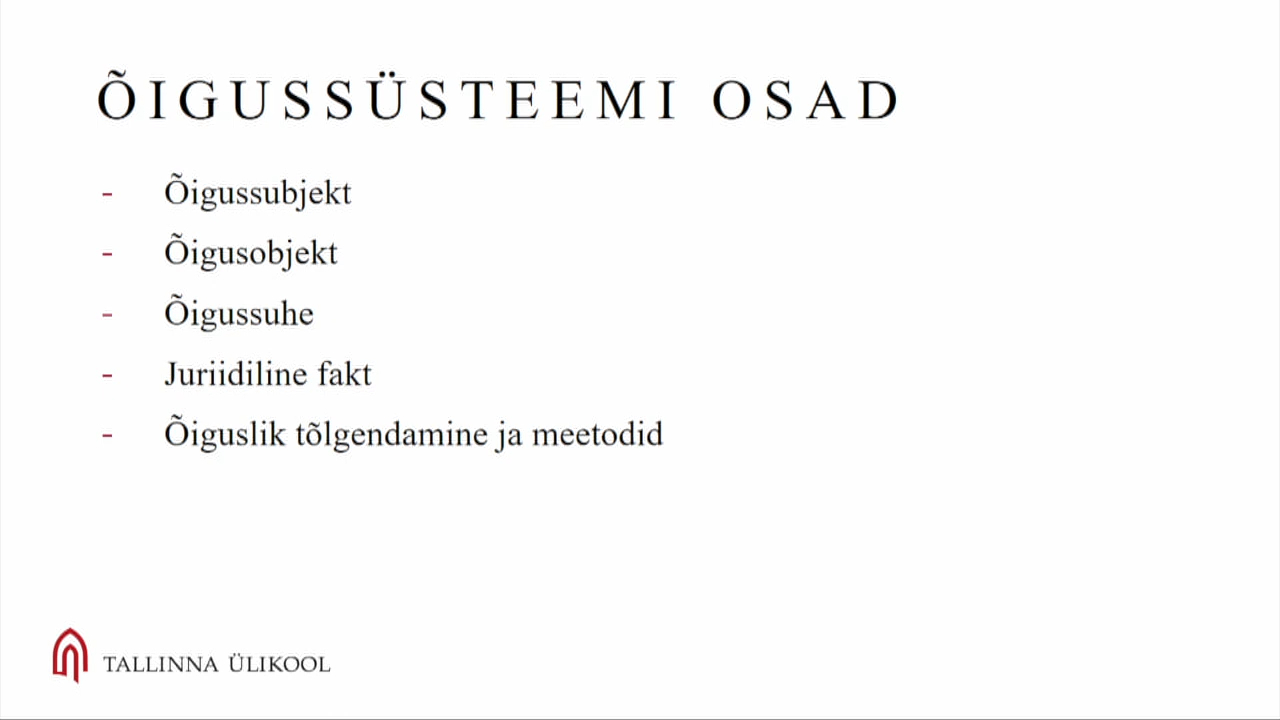 ÕIGUSSÜSTEEMI OSAD
- Õigussubjekt
- Õigusobjekt
- Õigussuhe
- Juriidiline fakt
- Õiguslik tõlgendamine ja meetodid
TALLINNA ÜLIKOOL